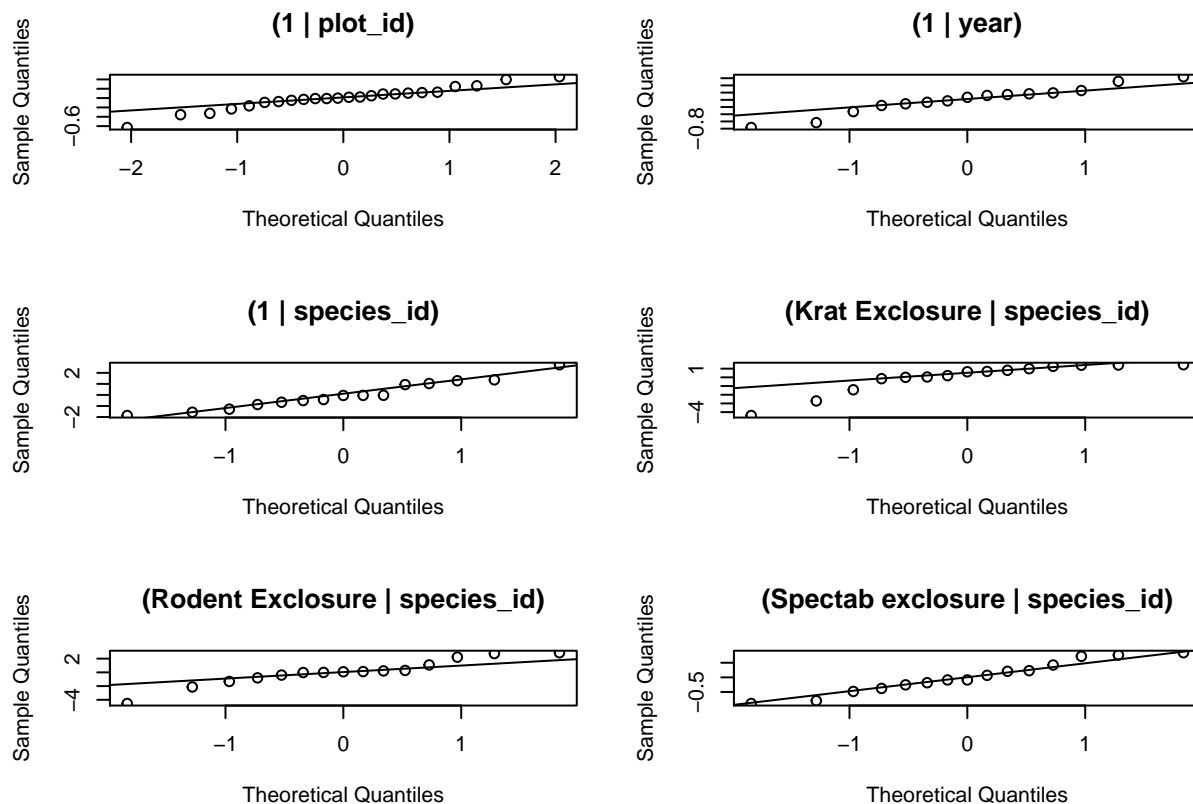 (1 | plot_id)
Sample Quantiles
−0.6
−2 −1 0 1 2
Theoretical Quantiles
(1 | year)
Sample Quantiles
−0.8
−1 0 1
Theoretical Quantiles
(1 | species_id)
Sample Quantiles
2
−2
−1 0 1
Theoretical Quantiles
(Krat Exclosure | species_id)
Sample Quantiles
1
−4
−1 0 1
Theoretical Quantiles
(Rodent Exclosure | species_id)
Sample Quantiles
2
−4
−1 0 1
Theoretical Quantiles
(Spectab exclosure | species_id)
Sample Quantiles
−0.5
−1 0 1
Theoretical Quantiles